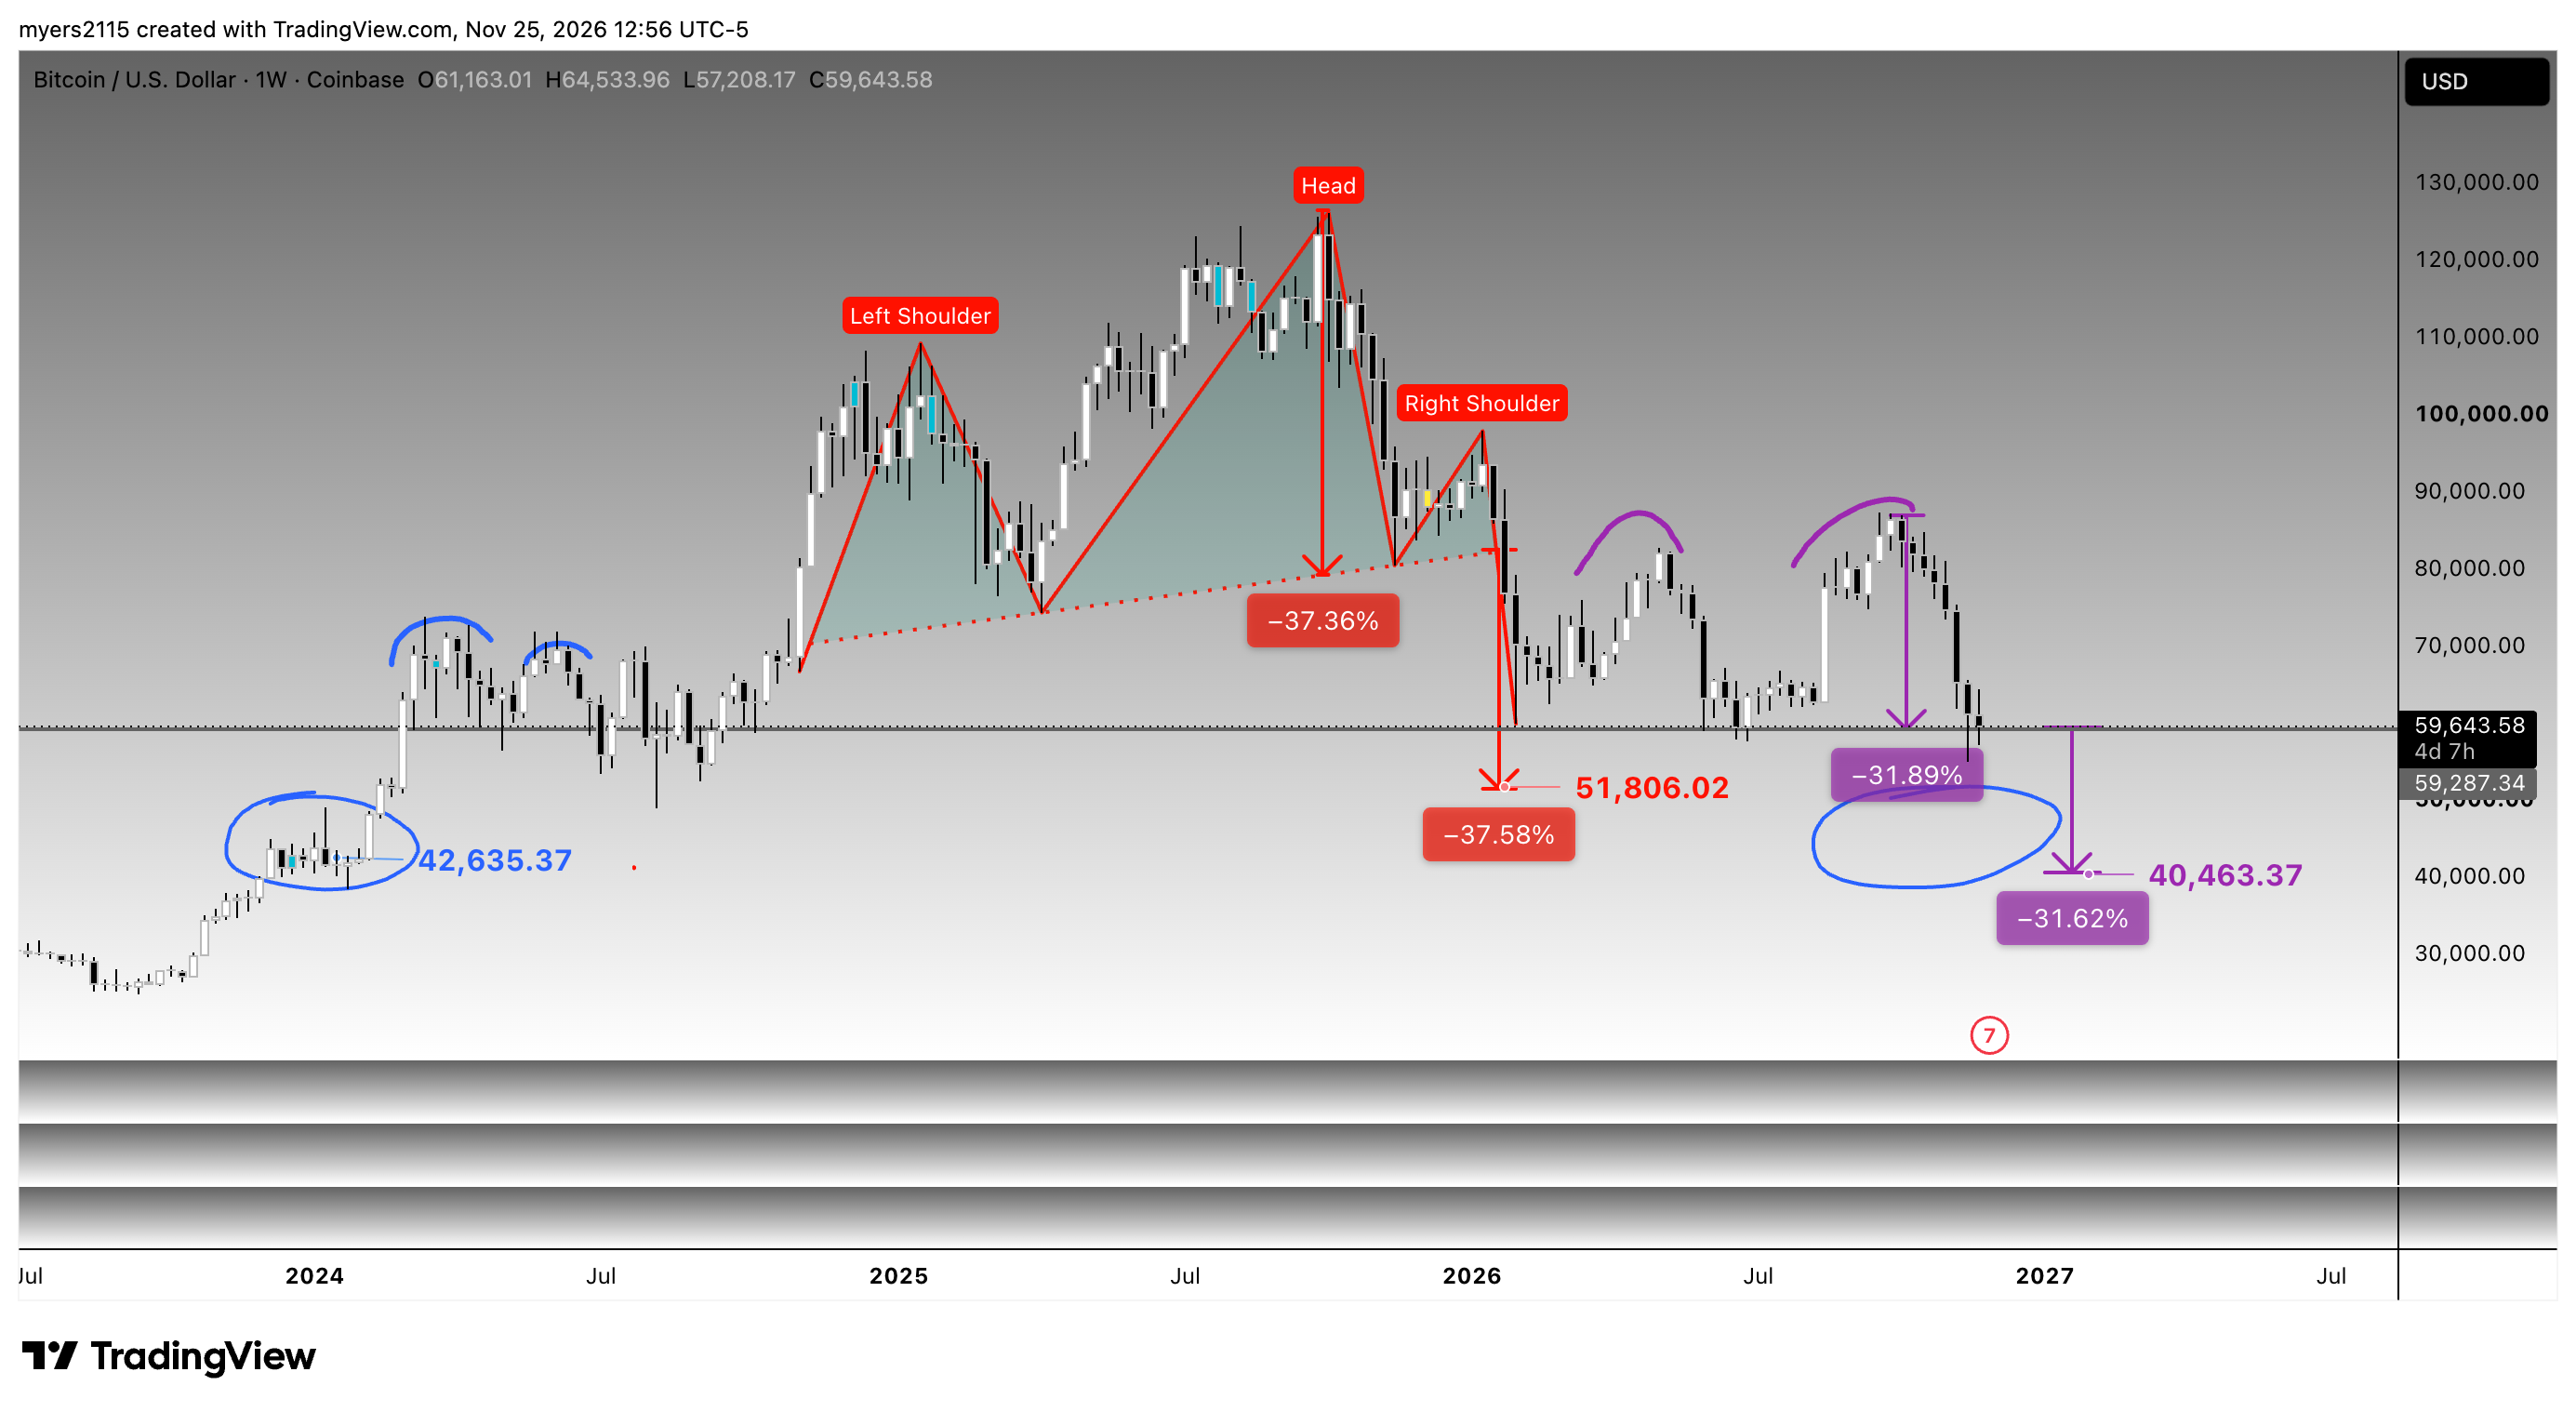 myers2115 created with TradingView.com, Nov 25, 2026 12:56 UTC-5
Bitcoin / U.S. Dollar · 1W · Coinbase O61,163.01 H64,533.96 L57,208.17 C59,643.58
USD
130,000.00
Head
120,000.00
Left Shoulder
110,000.00
Right Shoulder
100,000.00
90,000.00
80,000.00
−37.36%
70,000.00
59,643.58
4d 7h
−31.89%
59,287.34
51,806.02
50,000.00
−37.58%
42,635.37
40,463.37
40,000.00
−31.62%
30,000.00
7
Jul 2024 Jul 2025 Jul 2026 Jul 2027 Jul
TradingView